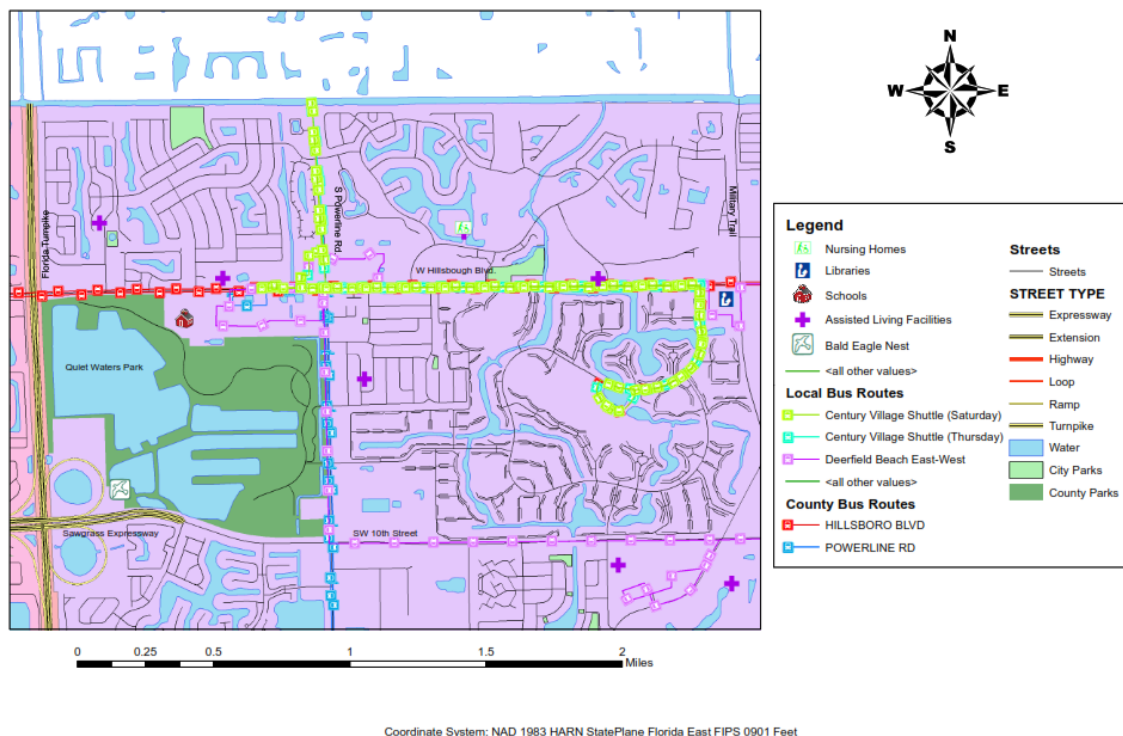 N
W
E
S
S Powerline Rd
Military Trail
Florida Turnpike
W Hillsbough Blvd.
Quiet Waters Park
Sawgrass Expressway
SW 10th Street
Legend
Nursing Homes
Libraries
Schools
Assisted Living Facilities
Bald Eagle Nest
<all other values>
Local Bus Routes
Century Village Shuttle (Saturday)
Century Village Shuttle (Thursday)
Deerfield Beach East-West
<all other values>
County Bus Routes
HILLSBORO BLVD
POWERLINE RD
Streets
Streets
STREET TYPE
Expressway
Extension
Highway
Loop
Ramp
Turnpike
Water
City Parks
County Parks
0 0.25 0.5 1 1.5 2
Miles
Coordinate System: NAD 1983 HARN StatePlane Florida East FIPS 0901 Feet